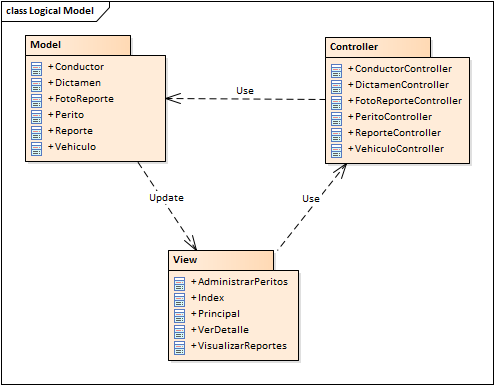 class Logical Model
Model
+ Conductor
+ Dictamen
+ FotoReporte
+ Perito
+ Reporte
+ Vehiculo
Controller
+ ConductorController
+ DictamenController
+ FotoReporteController
+ PeritoController
+ ReporteController
+ VehiculoController
Use
Update
Use
View
+ AdministrarPeritos
+ Index
+ Principal
+ VerDetalle
+ VisualizarReportes